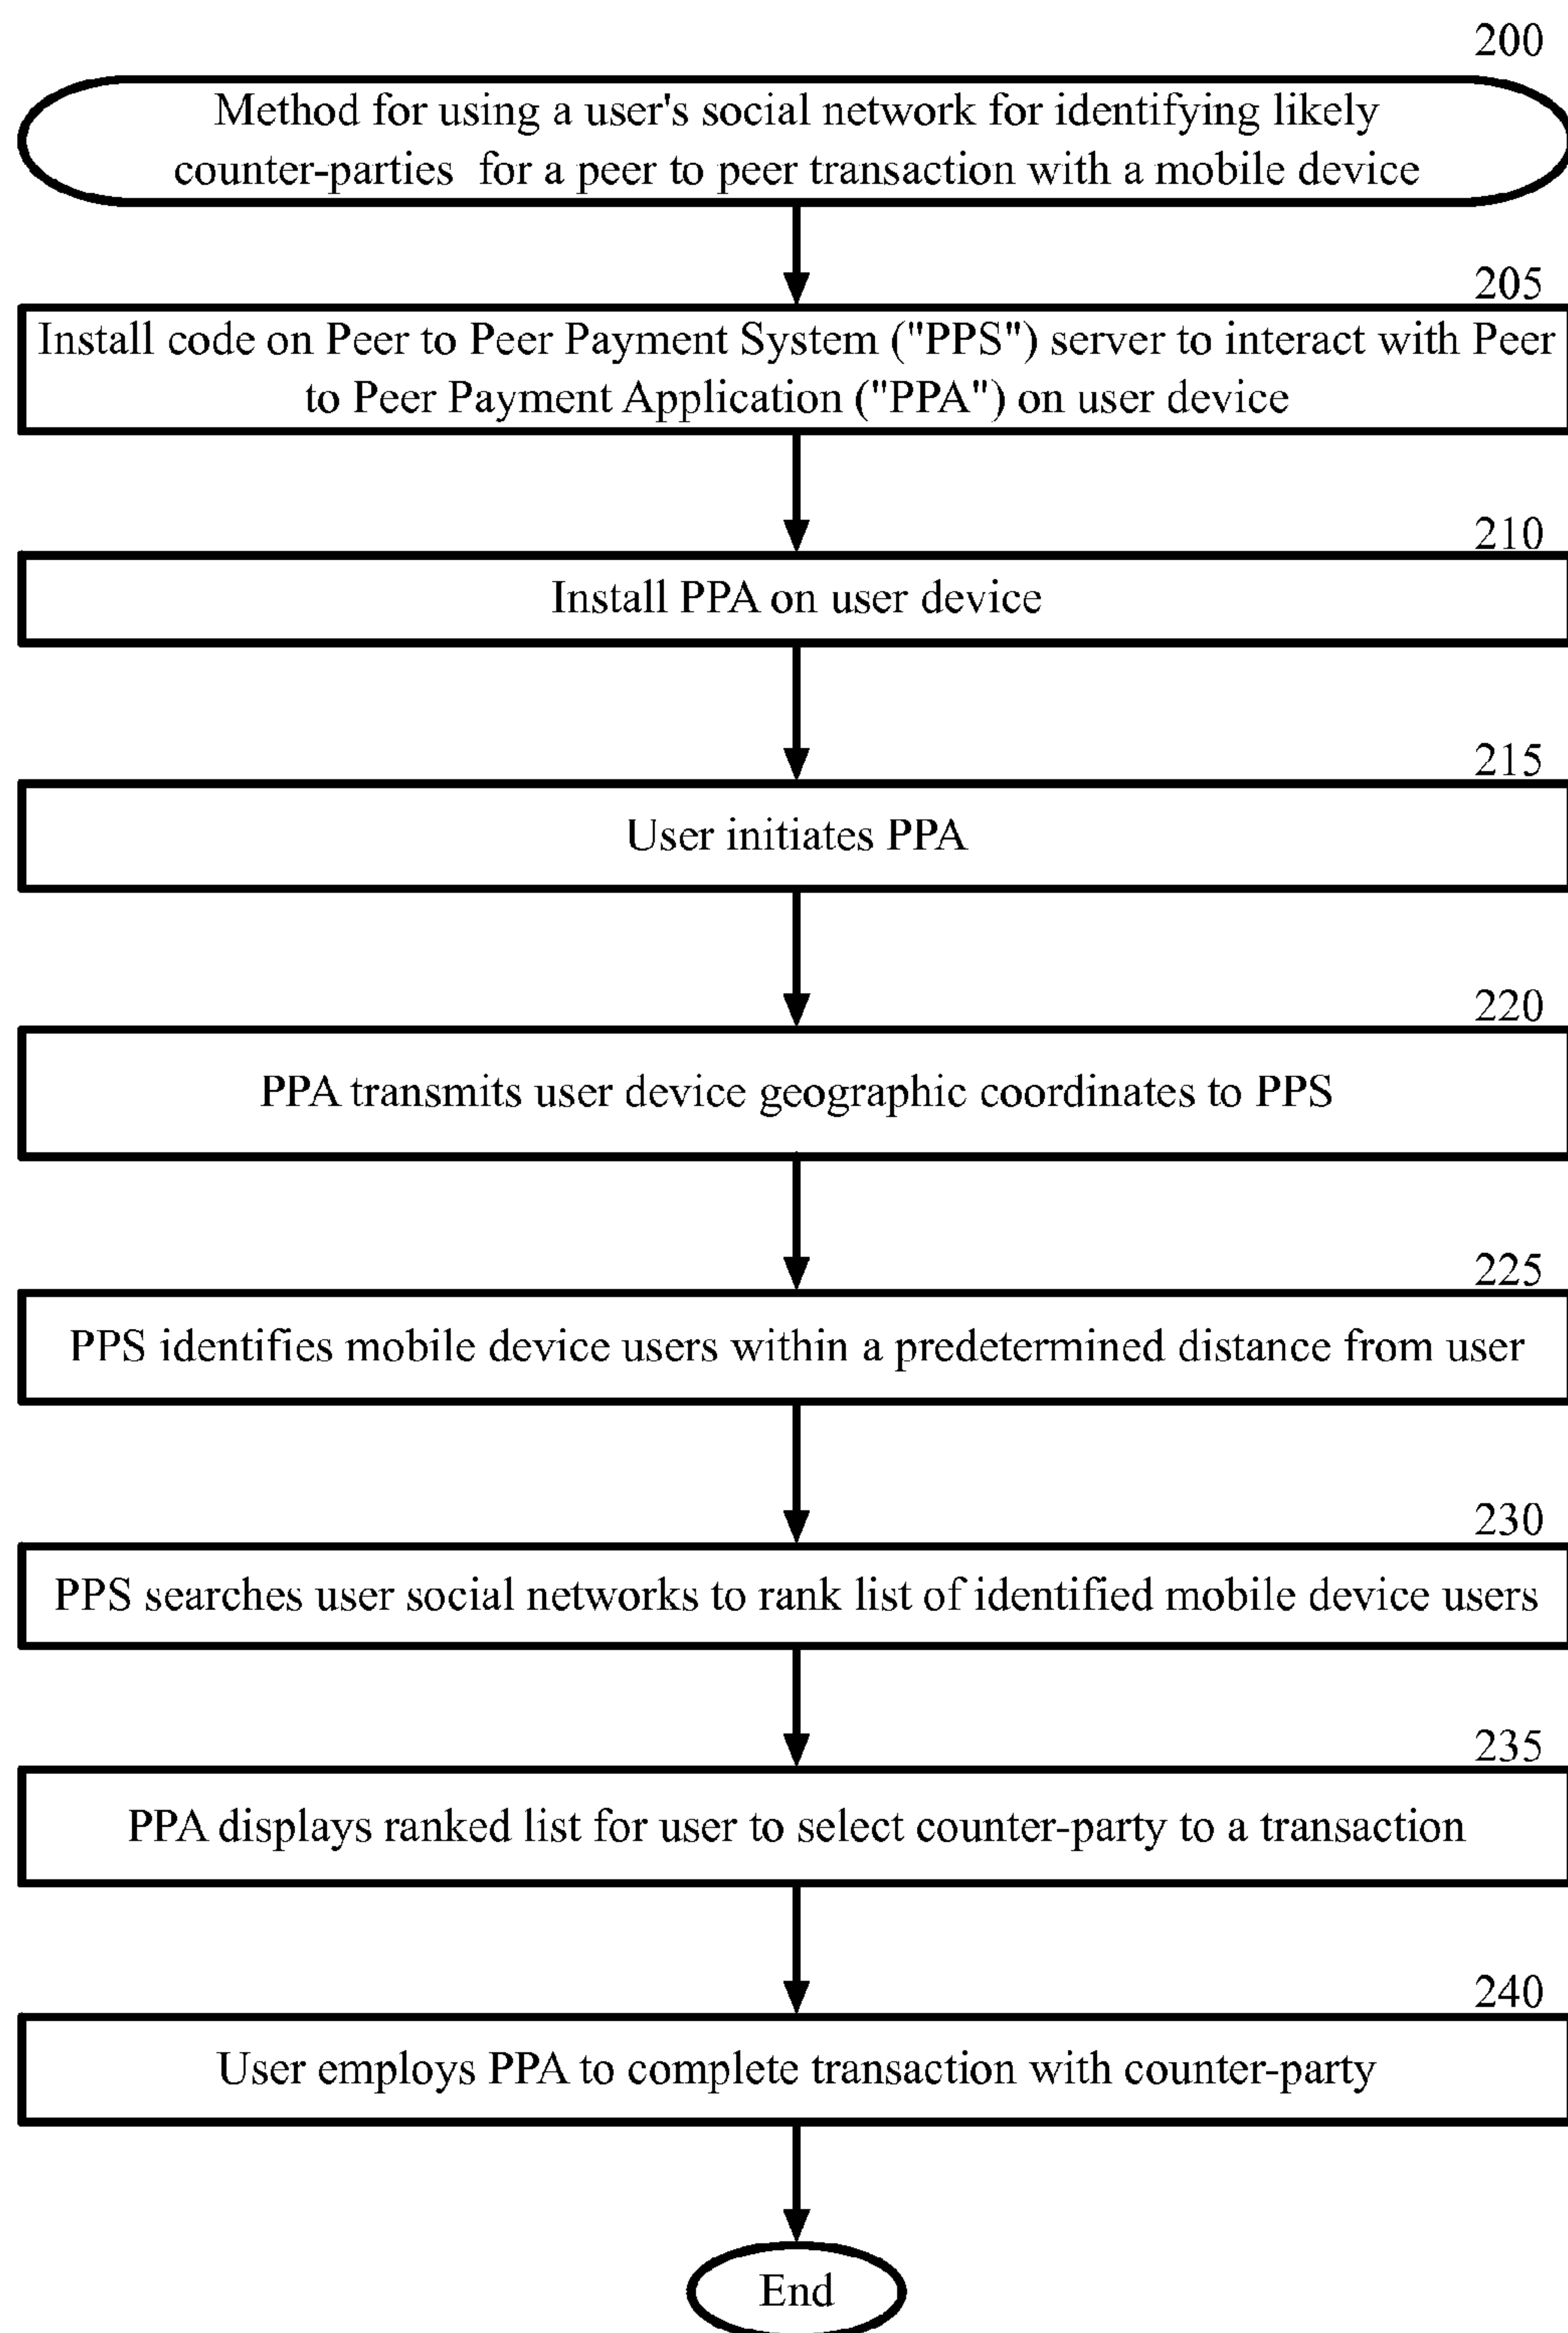 200
Method for using a user's social network for identifying likely
counter-parties for a peer to peer transaction with a mobile device
205
Install code on Peer to Peer Payment System ("PPS") server to interact with Peer
to Peer Payment Application ("PPA") on user device
210
Install PPA on user device
215
User initiates PPA
220
PPA transmits user device geographic coordinates to PPS
225
PPS identifies mobile device users within a predetermined distance from user
230
PPS searches user social networks to rank list of identified mobile device users
235
PPA displays ranked list for user to select counter-party to a transaction
240
User employs PPA to complete transaction with counter-party
End